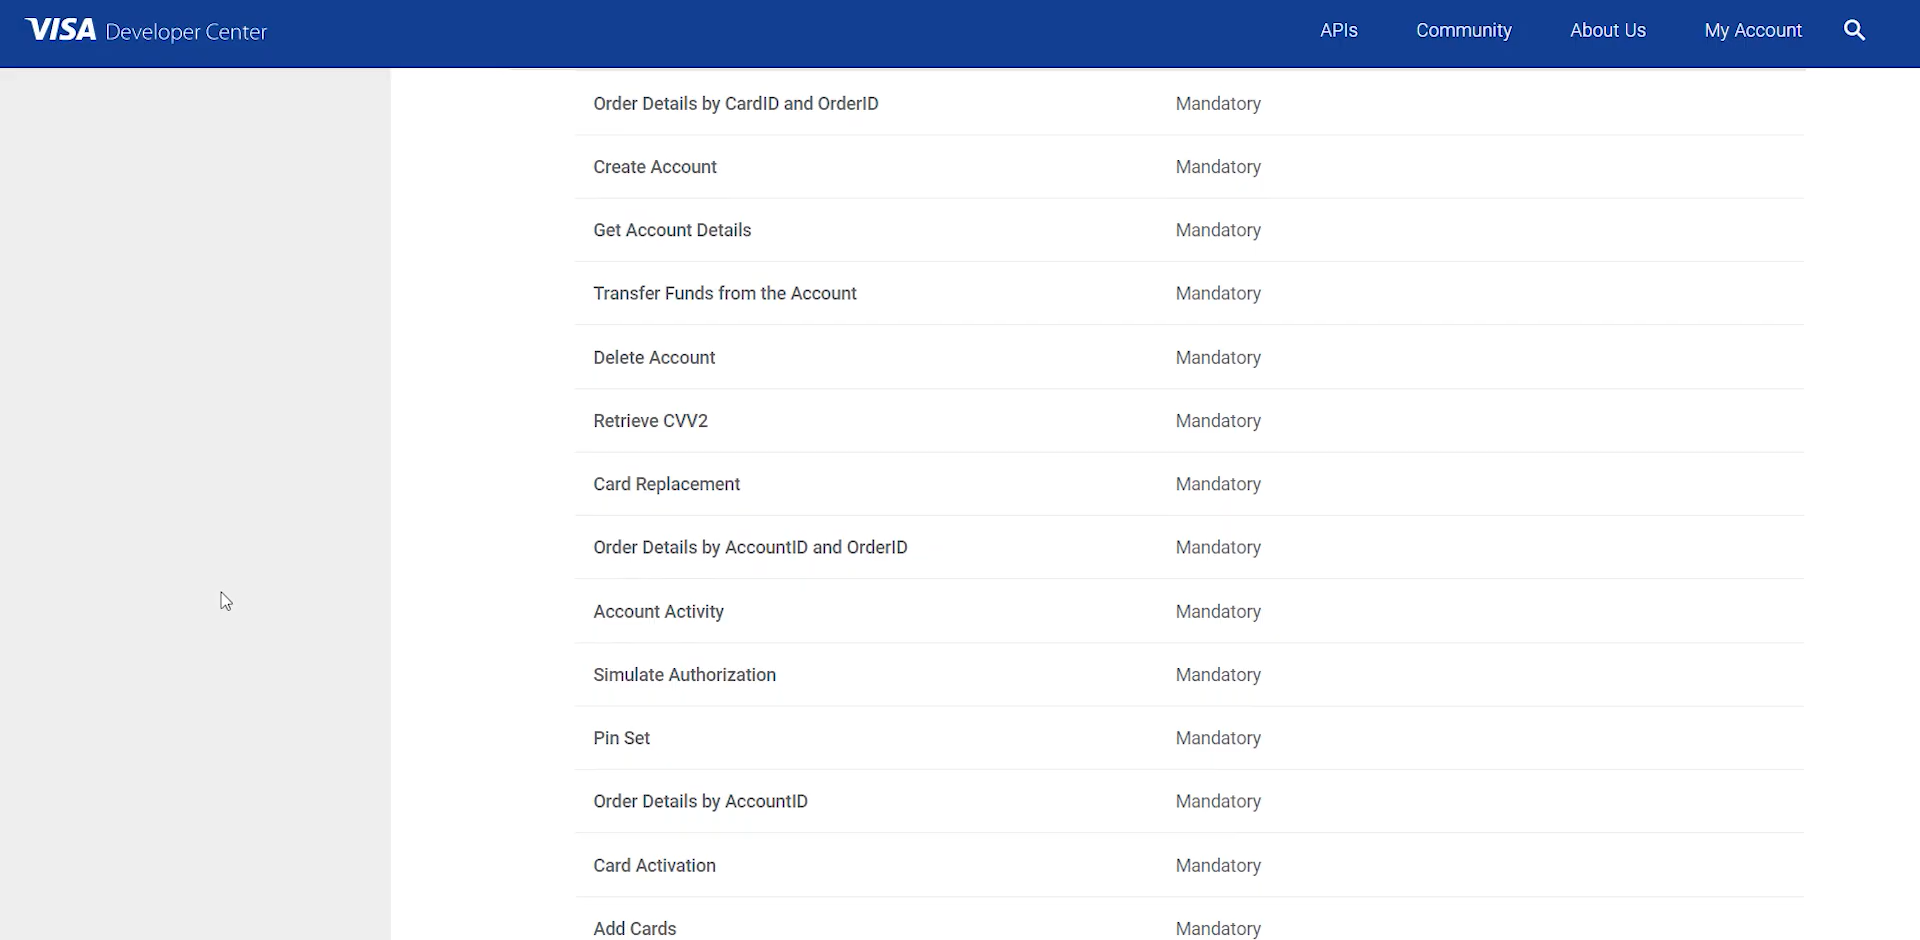 VISA Developer Center APIs Community About Us My Account
Order Details by CardID and OrderID Mandatory
Create Account Mandatory
Get Account Details Mandatory
Transfer Funds from the Account Mandatory
Delete Account Mandatory
Retrieve CVV2 Mandatory
Card Replacement Mandatory
Order Details by AccountID and OrderID Mandatory
Account Activity Mandatory
Simulate Authorization Mandatory
Pin Set Mandatory
Order Details by AccountID Mandatory
Card Activation Mandatory
Add Cards Mandatory